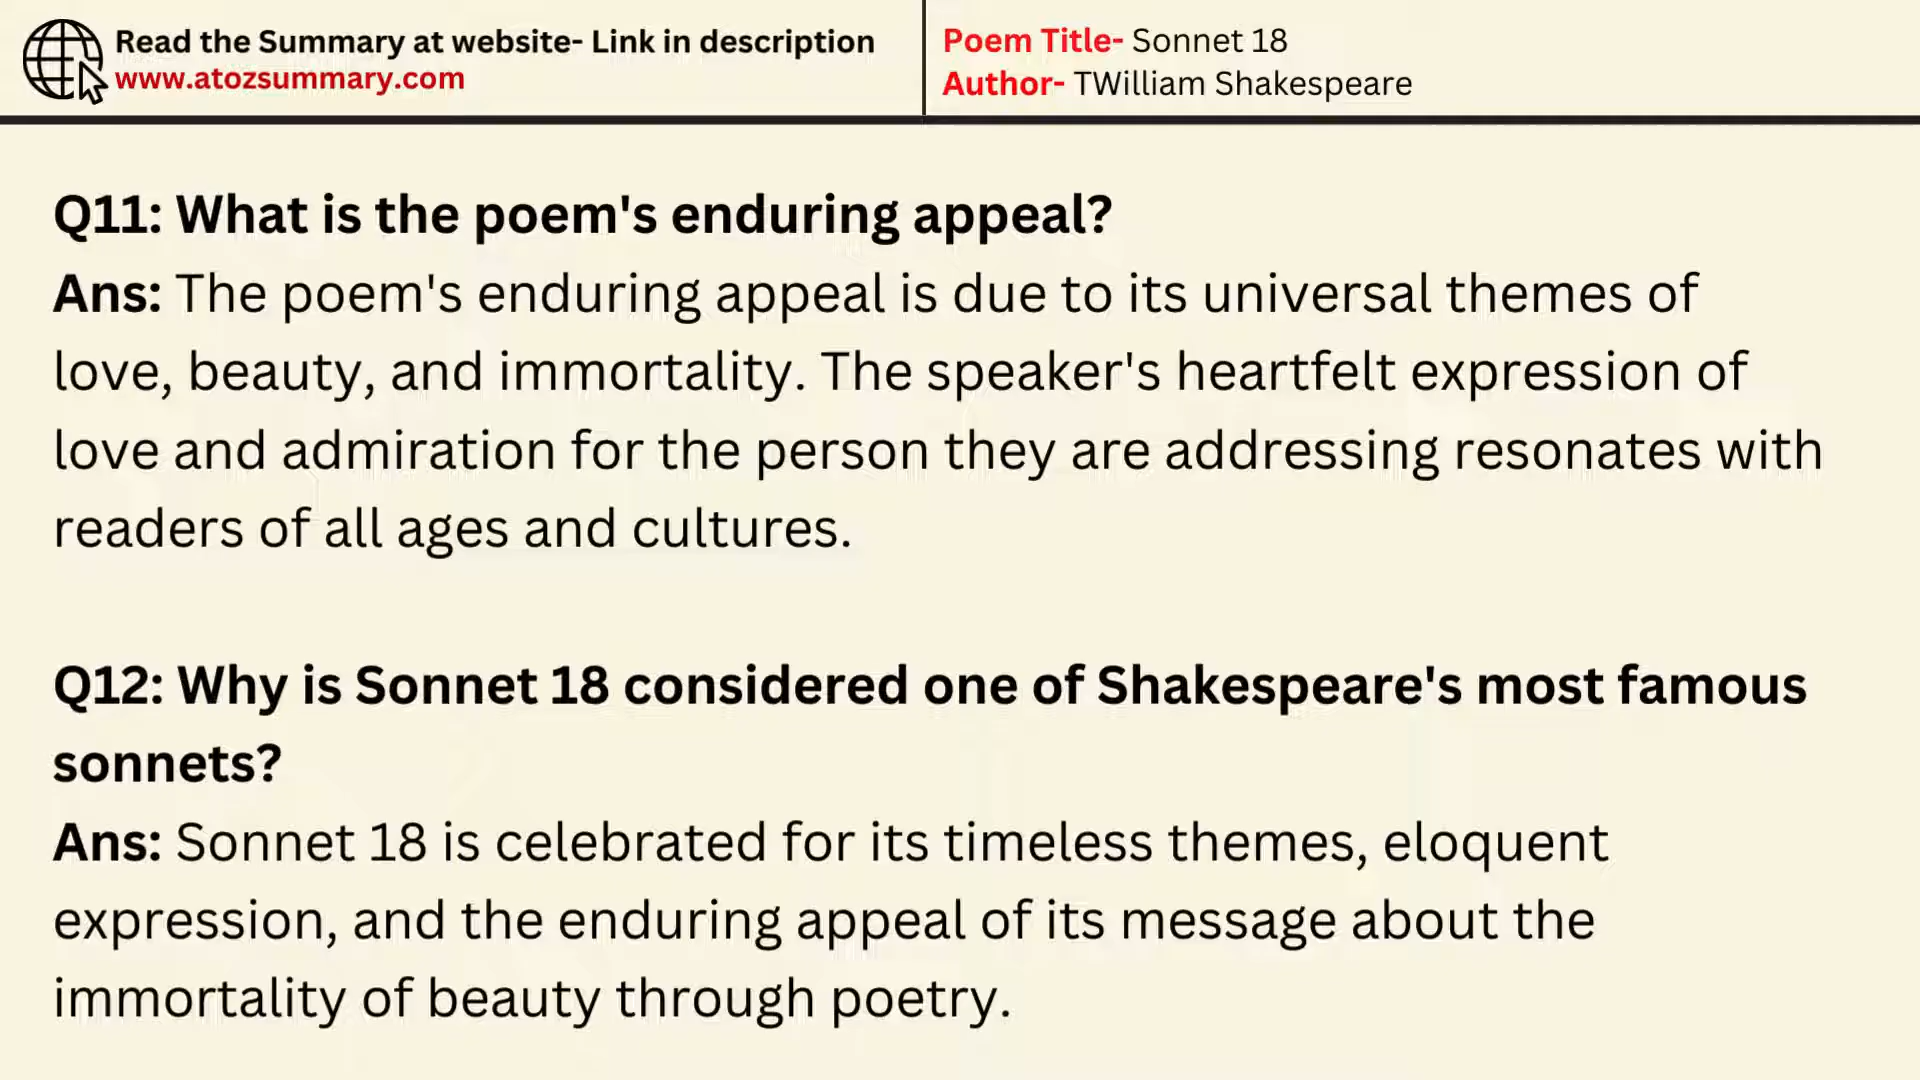 Read the Summary at website- Link in description
www.atozsummary.com
Poem Title- Sonnet 18
Author- TWilliam Shakespeare
Q11: What is the poem's enduring appeal?
Ans: The poem's enduring appeal is due to its universal themes of
love, beauty, and immortality. The speaker's heartfelt expression of
love and admiration for the person they are addressing resonates with
readers of all ages and cultures.
Q12: Why is Sonnet 18 considered one of Shakespeare's most famous
sonnets?
Ans: Sonnet 18 is celebrated for its timeless themes, eloquent
expression, and the enduring appeal of its message about the
immortality of beauty through poetry.